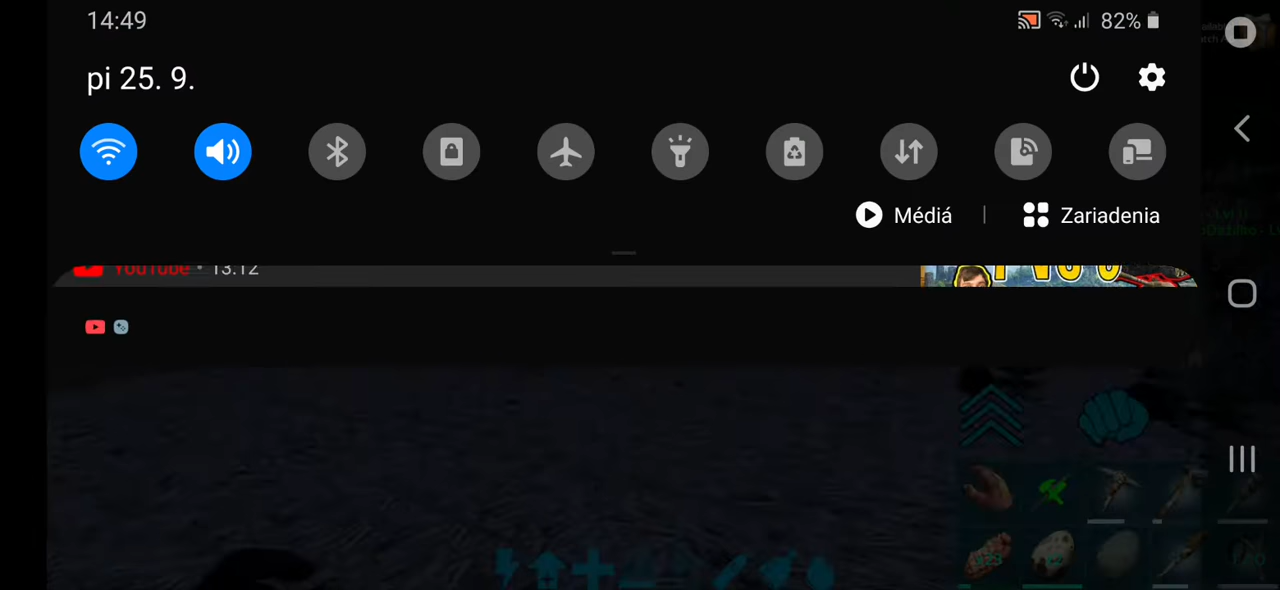 14:49
82%
pi 25. 9.
Médiá | Zariadenia
YouTube • 13:12